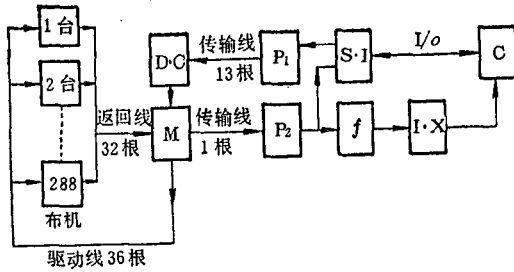 1台
2台
288
布机
返回线
32根
驱动线36根
D·C
M
传输线
13根
传输线
1根
P₁
P₂
S·I
f
I·X
I/o
C